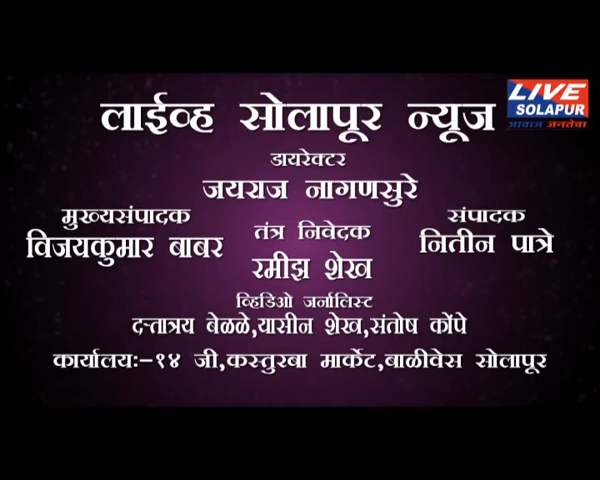 LIVE
SOLAPUR
आवाज जनतेचा
लाईव्ह सोलापूर न्यूज
डायरेक्टर
जयराज नागणसुरे
मुख्यसंपादक
विजयकुमार बाबर
तंत्र निवेदक
रमीझ शेख
संपादक
नितीन पात्रे
व्हिडिओ जर्नालिस्ट
दत्तात्रय बेळळे,यासीन शेख,संतोष कोंपे
कार्यालयः-१४ जी,कस्तुरबा मार्केट,बाळीवेस सोलापूर